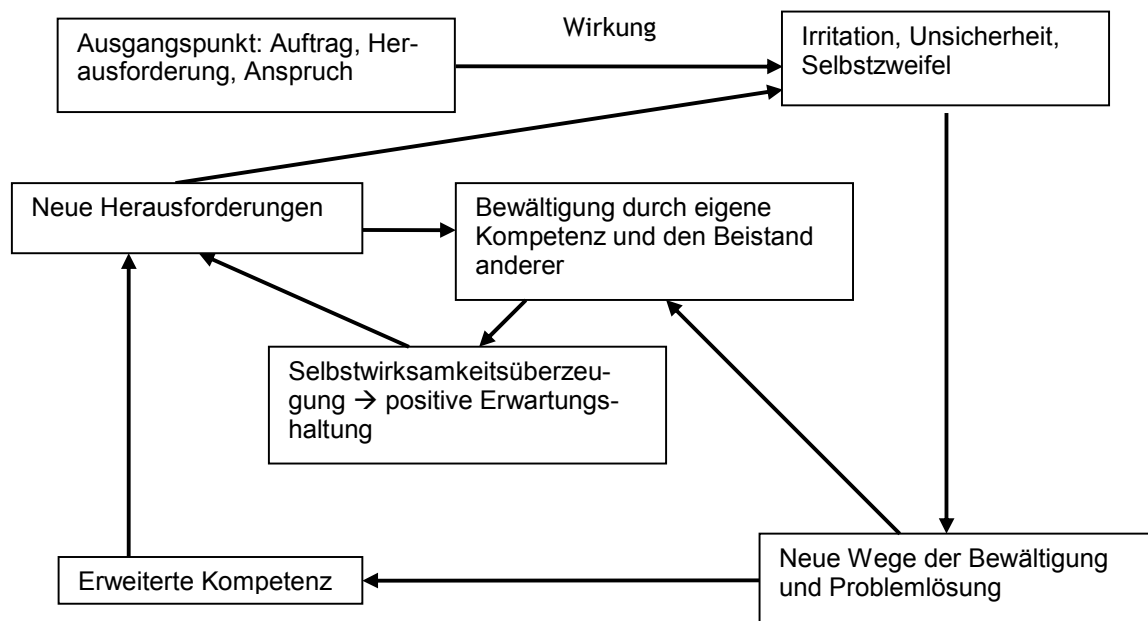 Ausgangspunkt: Auftrag, Her-
ausforderung, Anspruch
Wirkung
Irritation, Unsicherheit,
Selbstzweifel
Neue Herausforderungen
Bewältigung durch eigene
Kompetenz und den Beistand
anderer
Selbstwirksamkeitsüberzeu-
gung → positive Erwartungs-
haltung
Erweiterte Kompetenz
Neue Wege der Bewältigung
und Problemlösung